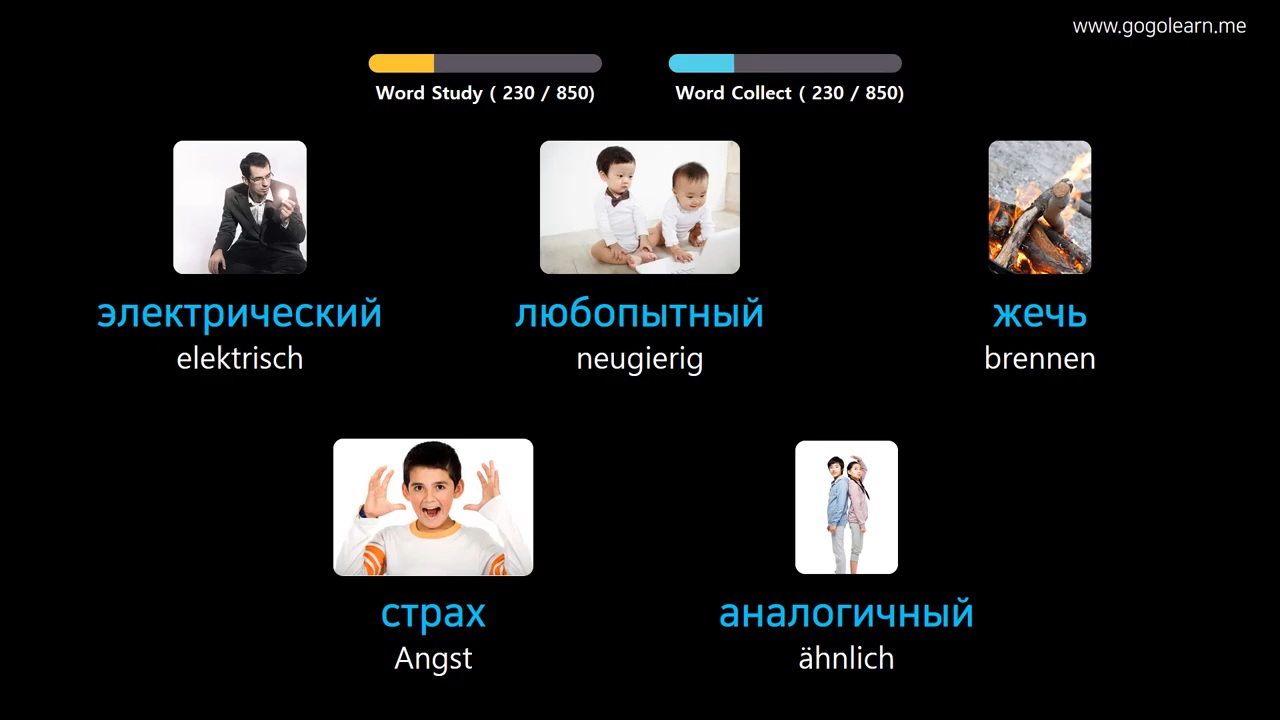 www.gogolearn.me
Word Study ( 230 / 850)
Word Collect ( 230 / 850)
электрический
elektrisch
любопытный
neugierig
жечь
brennen
страх
Angst
аналогичный
ähnlich